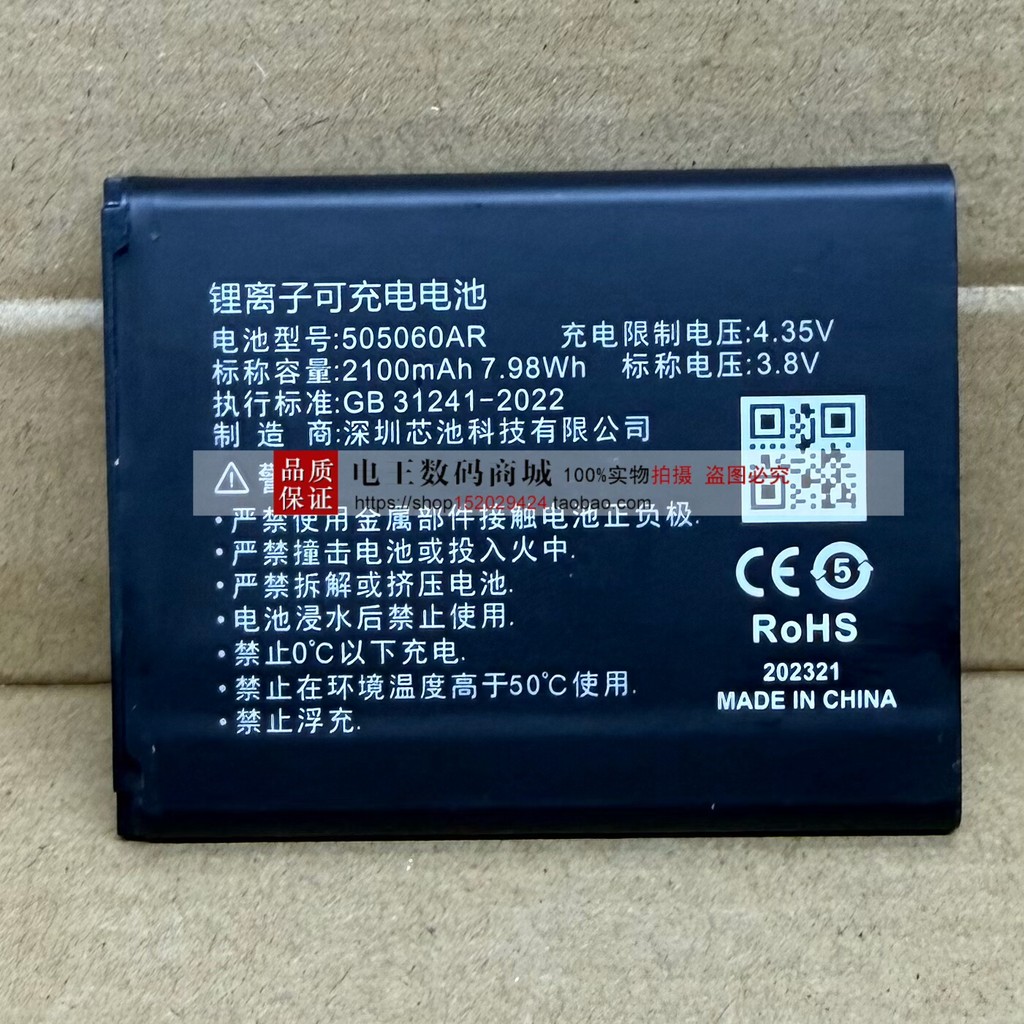 锂离子可充电电池
电池型号:505060AR 充电限制电压:4.35V
标称容量:2100mAh 7.98Wh 标称电压:3.8V
执行标准:GB 31241-2022
制 造 商:深圳芯池科技有限公司
品质
保证
电王数码商城 100%实物拍摄 盗图必究
https://shop152029424.taobao.com
·严禁使用金属部件接触电池正负极.
·严禁撞击电池或投入火中.
·严禁拆解或挤压电池.
·电池浸水后禁止使用.
·禁止0℃以下充电.
·禁止在环境温度高于50℃使用.
·禁止浮充.
CE 5
RoHS
202321
MADE IN CHINA